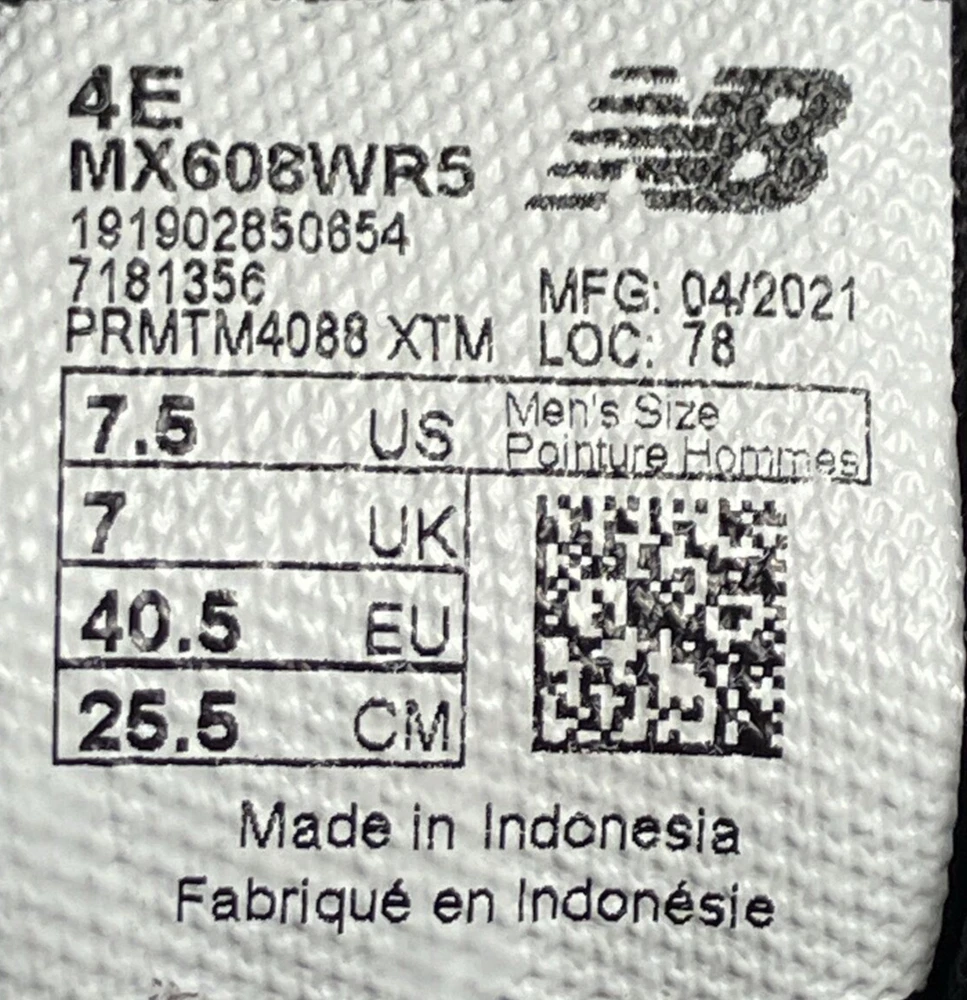 4E
MX608WR5
191902850654
7181356
PRMTM4088 XTM
NB
MFG: 04/2021
LOC: 78
7.5 US Men's Size
Pointure Hommes
7 UK
40.5 EU
25.5 CM
Made in Indonesia
Fabriqué en Indonésie